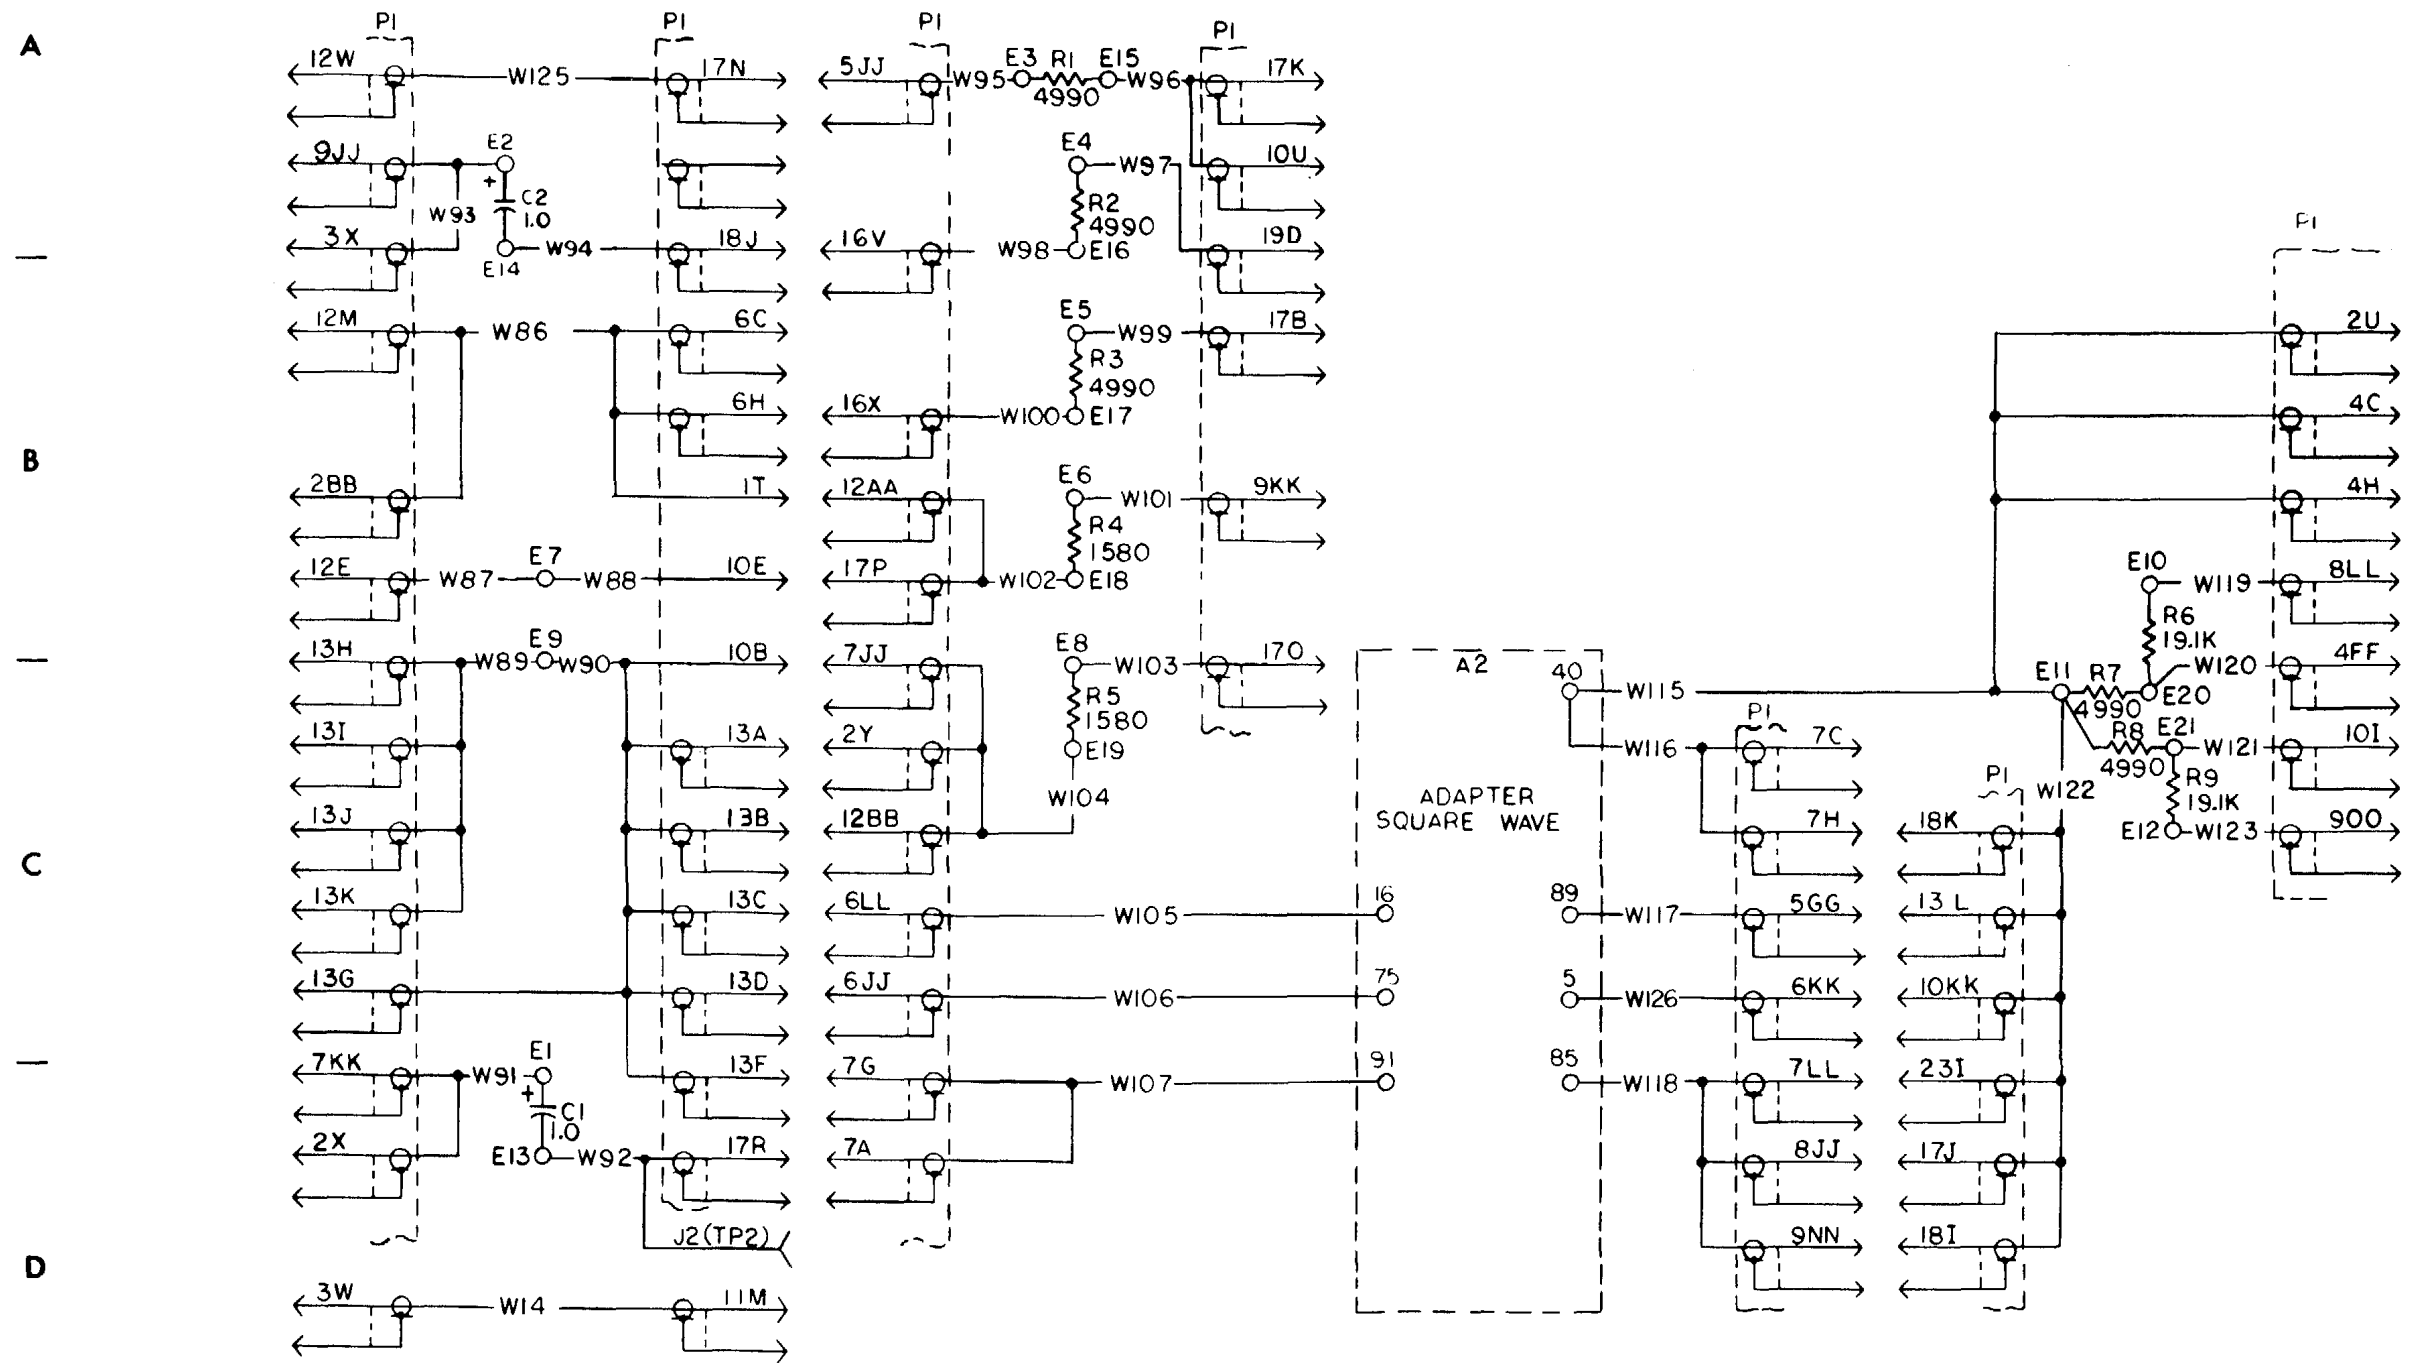 A
B
C
D
P1
12W
W125
9JJ
E2
+
C2
1.0
W93
3X
E14
W94
12M
W86
2BB
12E
W87
E7
W88
13H
W89
E9
W90
13I
13J
13K
13G
7KK
W91
E1
+
C1
1.0
2X
E13
W92
3W
W14
P1
17N
18J
6C
6H
1T
10E
10B
13A
13B
13C
13D
13F
17R
J2(TP2)
11M
P1
5JJ
W95
E3
R1
4990
E15
W96
E4
W97
R2
4990
16V
W98
E16
E5
W99
R3
4990
16X
W100
E17
12AA
E6
W101
R4
1580
17P
W102
E18
7JJ
E8
W103
R5
1580
2Y
E19
12BB
W104
6LL
W105
6JJ
W106
7G
W107
7A
P1
17K
10U
19D
17B
9KK
17O
A2
ADAPTER
SQUARE WAVE
16
75
91
40
89
5
85
W115
W116
W117
W126
W118
P1
7C
7H
5GG
6KK
7LL
8JJ
9NN
P1
18K
13L
10KK
23I
17J
18I
E11
R7
4990
E20
R8
4990
E21
W121
W122
E10
W119
R6
19.1K
W120
R9
19.1K
E12
W123
P1
2U
4C
4H
8LL
4FF
10I
9OO